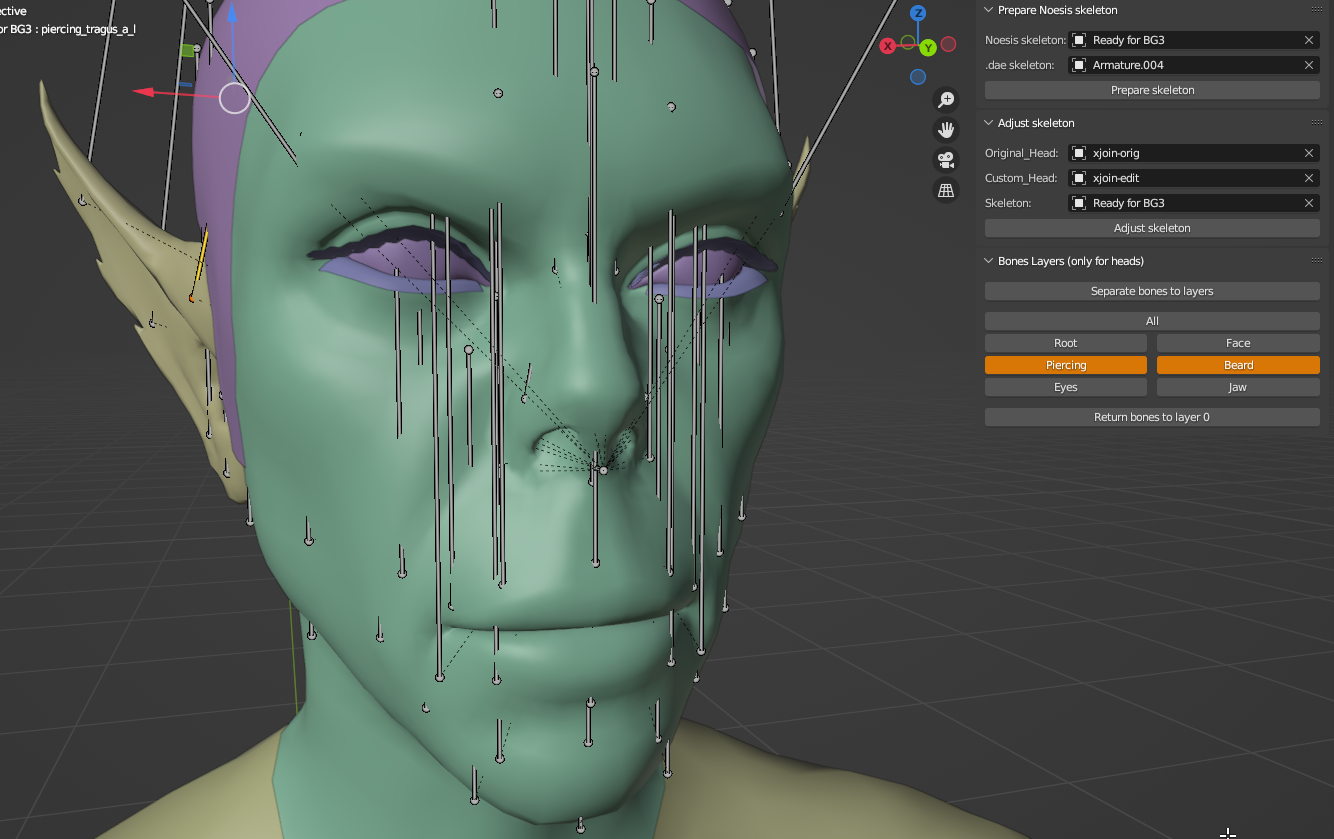 ective
or BG3 : piercing_tragus_a_l
Z
X
Y
Prepare Noesis skeleton
Noesis skeleton: Ready for BG3
.dae skeleton: Armature.004
Prepare skeleton
Adjust skeleton
Original_Head: xjoin-orig
Custom_Head: xjoin-edit
Skeleton: Ready for BG3
Adjust skeleton
Bones Layers (only for heads)
Separate bones to layers
All
Root Face
Piercing Beard
Eyes Jaw
Return bones to layer 0